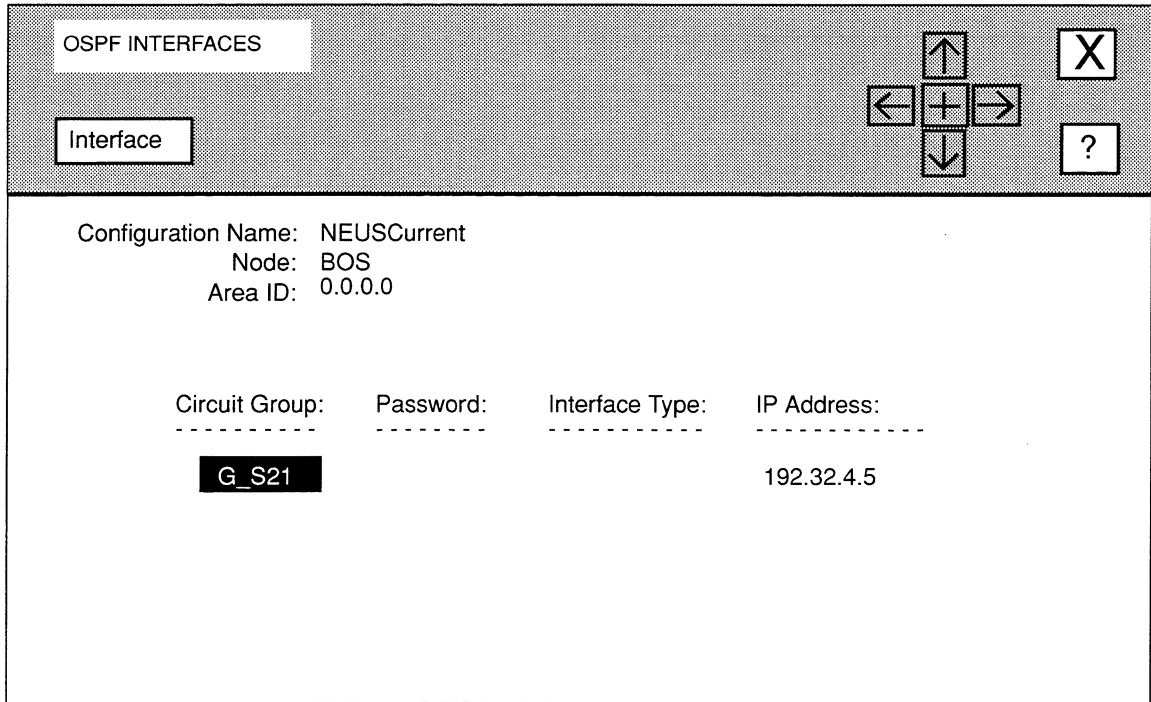 OSPF INTERFACES
X
+
Interface
?
Configuration Name: NEUSCurrent
Node: BOS
Area ID: 0.0.0.0
Circuit Group: Password: Interface Type: IP Address:
G_S21 192.32.4.5